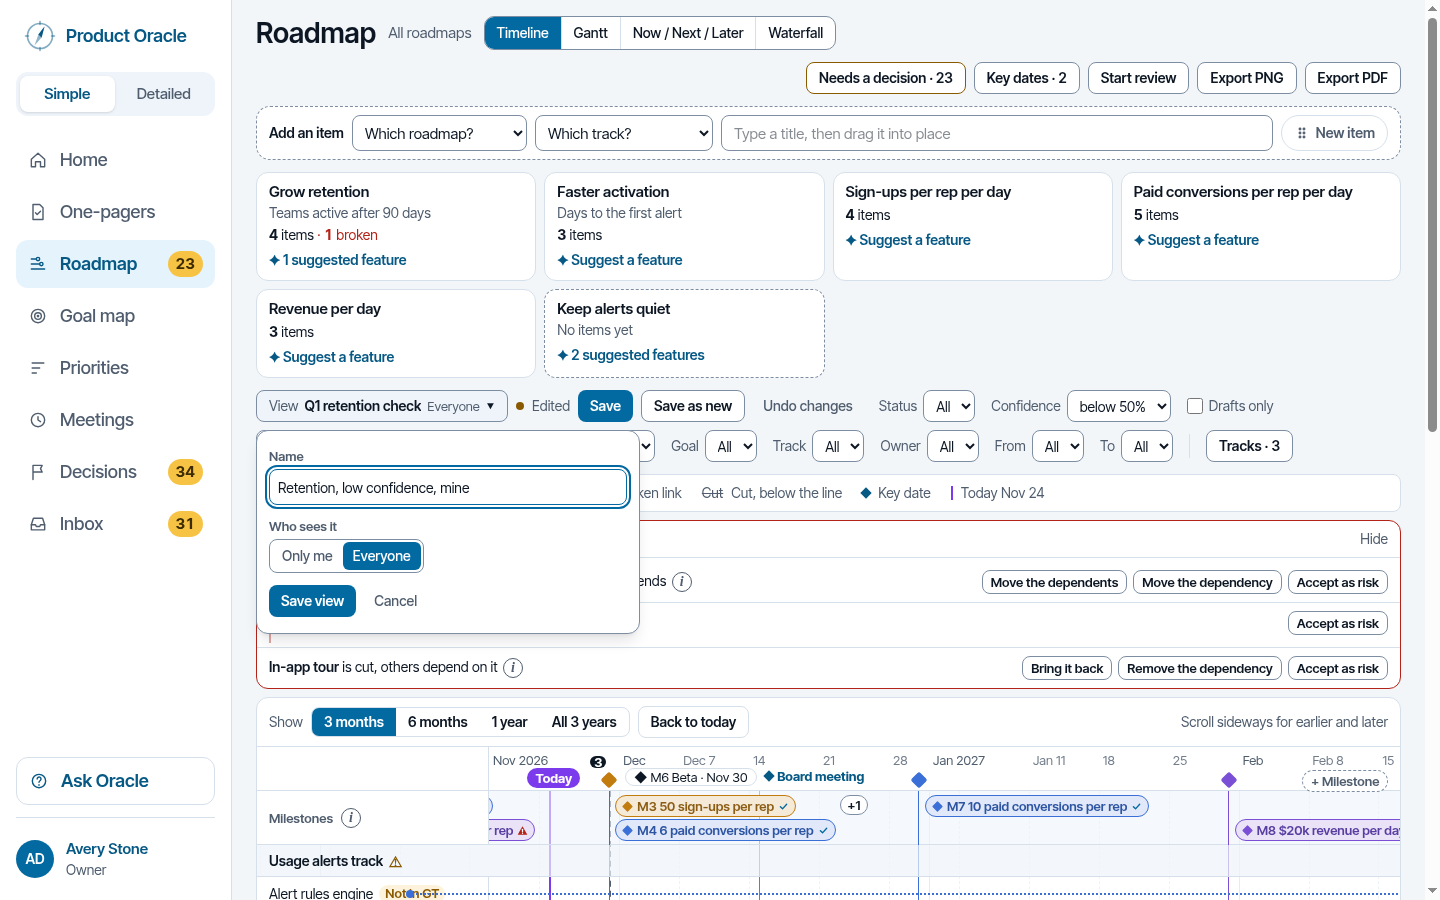 Product Oracle
Simple Detailed
Home
One-pagers
Roadmap 23
Goal map
Priorities
Meetings
Decisions 34
Inbox 31
Ask Oracle
AD Avery Stone
Owner
Roadmap All roadmaps Timeline Gantt Now / Next / Later Waterfall
Needs a decision · 23 Key dates · 2 Start review Export PNG Export PDF
Add an item Which roadmap? Which track? Type a title, then drag it into place New item
Grow retention
Teams active after 90 days
4 items · 1 broken
1 suggested feature
Faster activation
Days to the first alert
3 items
Suggest a feature
Sign-ups per rep per day
4 items
Suggest a feature
Paid conversions per rep per day
5 items
Suggest a feature
Revenue per day
3 items
Suggest a feature
Keep alerts quiet
No items yet
2 suggested features
View Q1 retention check Everyone Edited Save Save as new Undo changes Status All Confidence below 50% Drafts only
Goal All Track All Owner All From All To All Tracks · 3
Name
Retention, low confidence, mine
Who sees it
Only me Everyone
Save view Cancel
ken link Cut Cut, below the line Key date Today Nov 24
Hide
ends i Move the dependents Move the dependency Accept as risk
Accept as risk
In-app tour is cut, others depend on it i Bring it back Remove the dependency Accept as risk
Show 3 months 6 months 1 year All 3 years Back to today Scroll sideways for earlier and later
Nov 2026 3 Dec Dec 7 14 21 28 Jan 2027 Jan 11 18 25 Feb Feb 8 15
Today M6 Beta · Nov 30 Board meeting + Milestone
Milestones i
M3 50 sign-ups per rep +1 M7 10 paid conversions per rep
r rep M4 6 paid conversions per rep M8 $20k revenue per day
Usage alerts track
Alert rules engine Not in GT